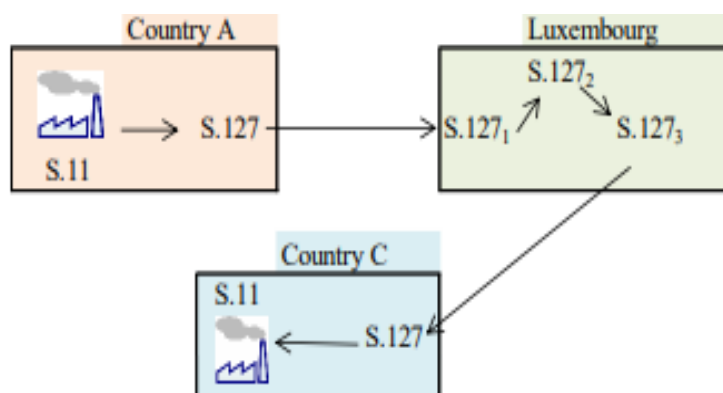 Country A
S.11
S.127
Luxembourg
S.127₁
S.127₂
S.127₃
Country C
S.11
S.127